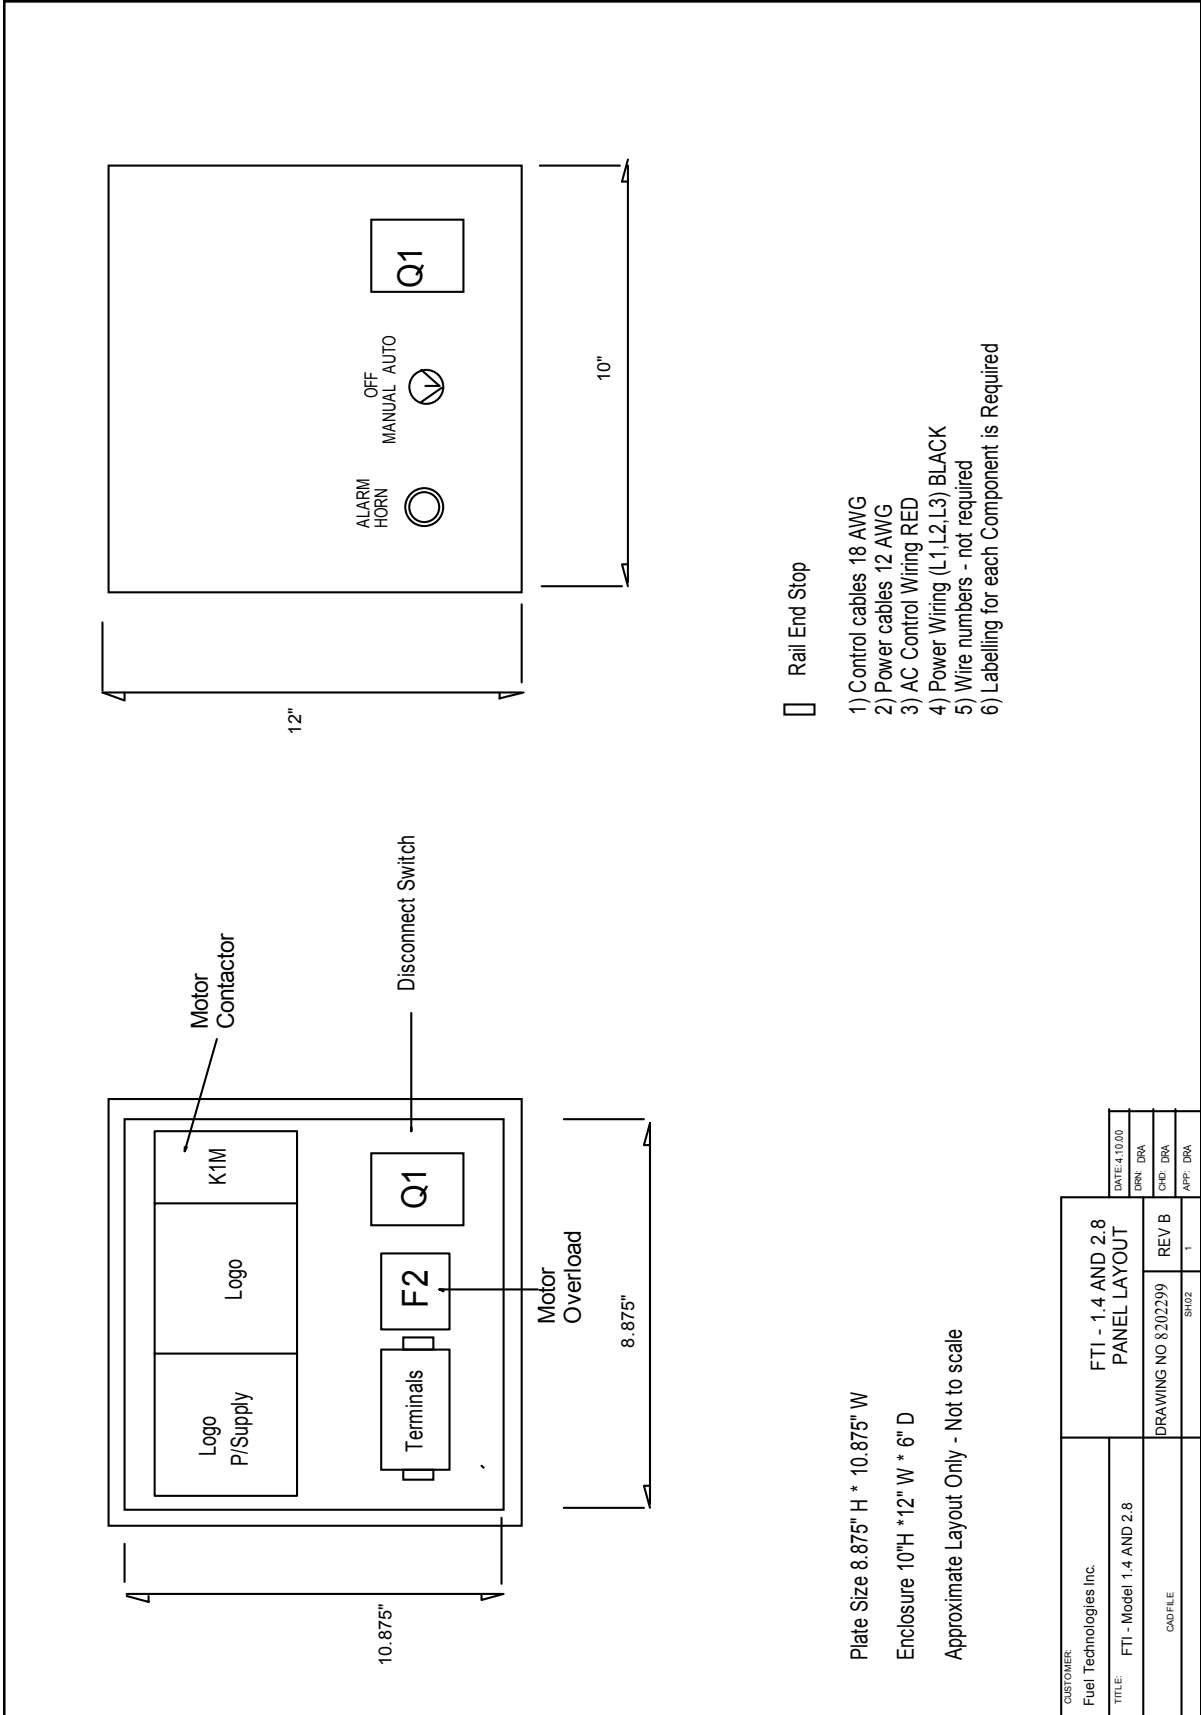 Logo
P/Supply
Logo
K1M
Motor
Contactor
Terminals
F2
Q1
Disconnect Switch
Motor
Overload
10.875"
8.875"
12"
ALARM
HORN
OFF
MANUAL AUTO
Q1
10"
Plate Size 8.875" H * 10.875" W
Enclosure 10"H *12" W * 6" D
Approximate Layout Only - Not to scale
Rail End Stop
1) Control cables 18 AWG
2) Power cables 12 AWG
3) AC Control Wiring RED
4) Power Wiring (L1,L2,L3) BLACK
5) Wire numbers - not required
6) Labelling for each Component is Required
CUSTOMER:
Fuel Technologies Inc.
TITLE: FTI - Model 1.4 AND 2.8
CADFILE
FTI - 1.4 AND 2.8
PANEL LAYOUT
DRAWING NO 8202299
REV B
SH02
1
DATE: 4.10.00
DRN: DRA
CHD: DRA
APP: DRA